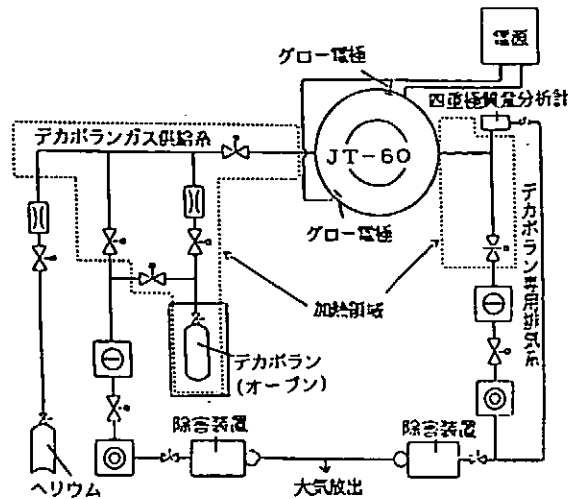 電源
グロー電極
四重極質量分析計
デカボランガス供給系
JT-60
グロー電極
デカボラン専用排気系
加熱領域
デカボラン
(オーブン)
除害装置
除害装置
ヘリウム
大気放出